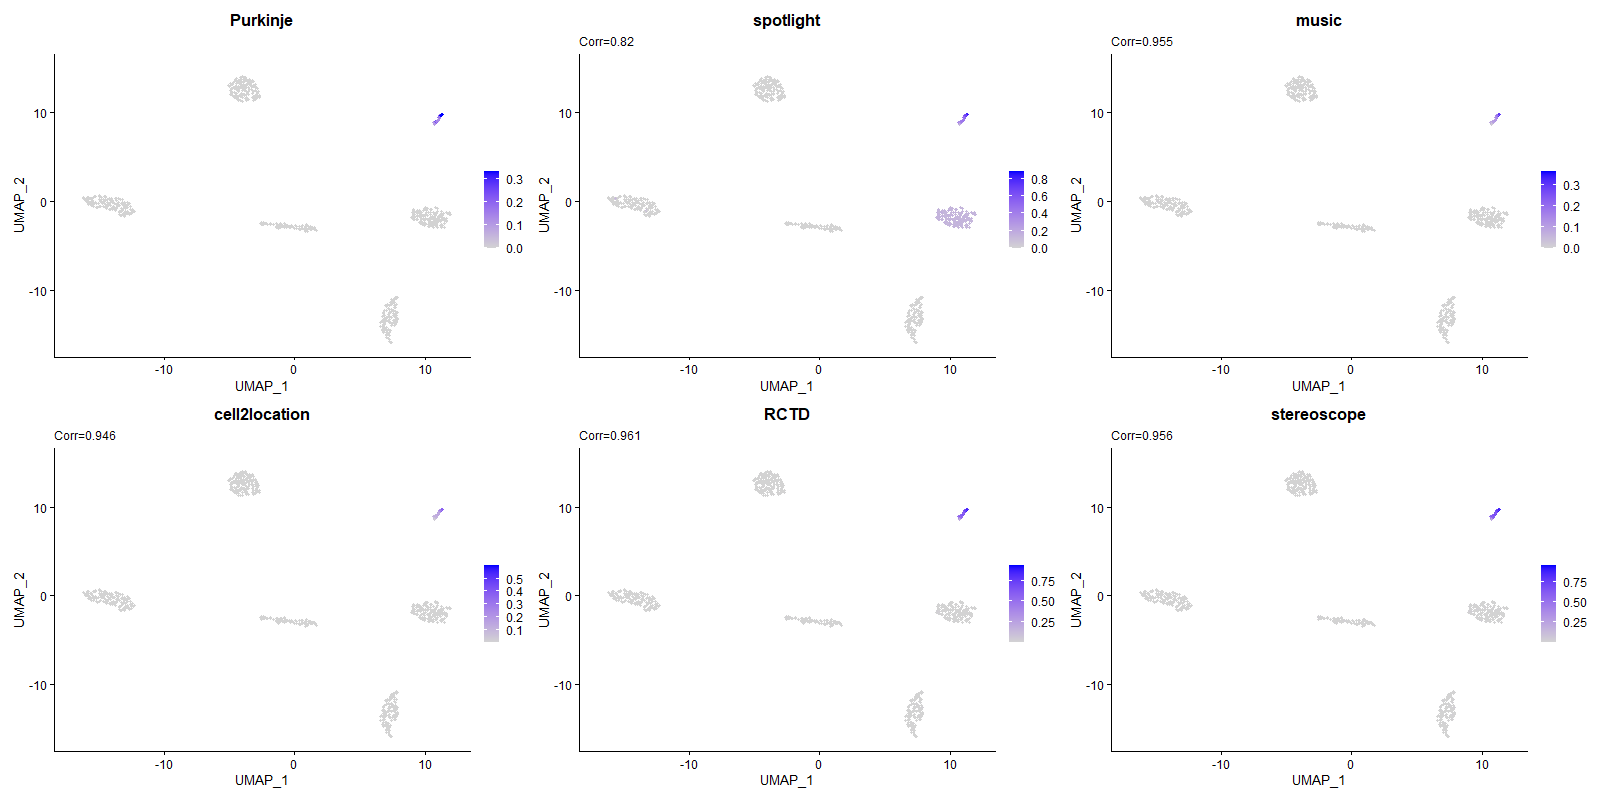 Purkinje
UMAP_2
10
0
-10
-10
0
10
UMAP_1
0.3
0.2
0.1
0.0
spotlight
Corr=0.82
UMAP_2
10
0
-10
-10
0
10
UMAP_1
0.8
0.6
0.4
0.2
0.0
music
Corr=0.955
UMAP_2
10
0
-10
-10
0
10
UMAP_1
0.3
0.2
0.1
0.0
cell2location
Corr=0.946
UMAP_2
10
0
-10
-10
0
10
UMAP_1
0.5
0.4
0.3
0.2
0.1
RCTD
Corr=0.961
UMAP_2
10
0
-10
-10
0
10
UMAP_1
0.75
0.50
0.25
stereoscope
Corr=0.956
UMAP_2
10
0
-10
-10
0
10
UMAP_1
0.75
0.50
0.25